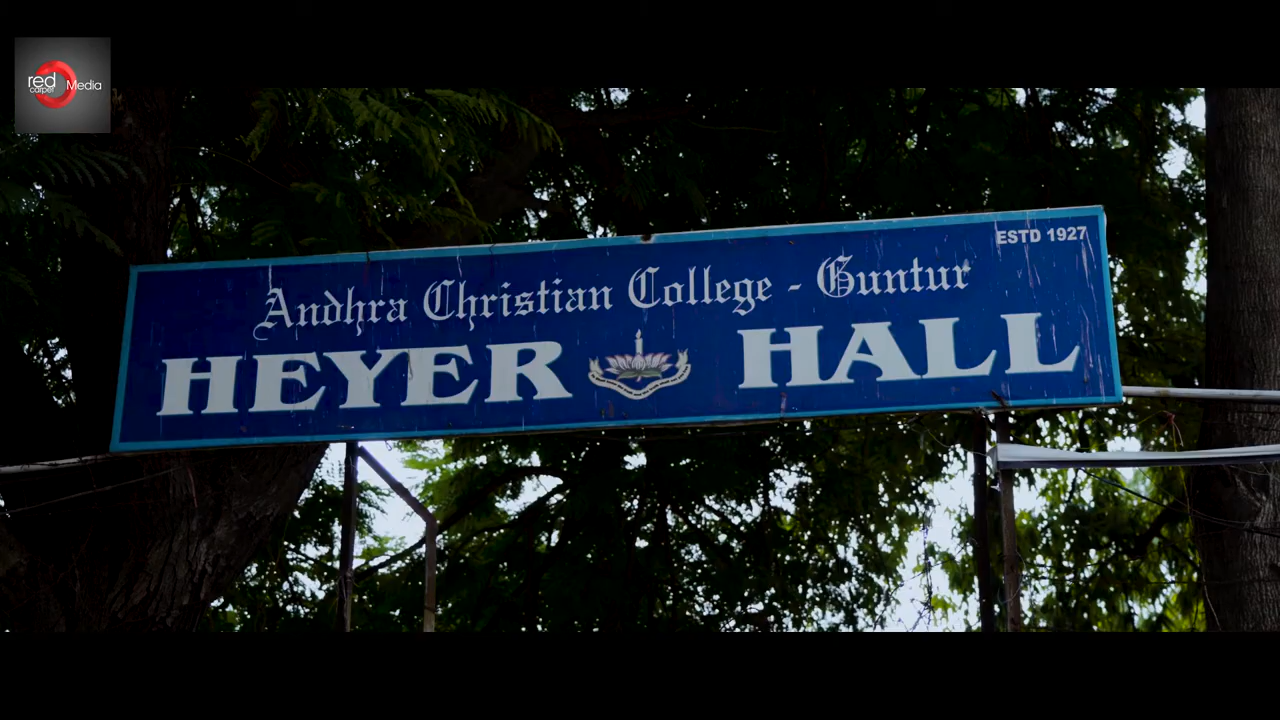 red
carpet
Media
ESTD 1927
Andhra Christian College - Guntur
HEYER HALL